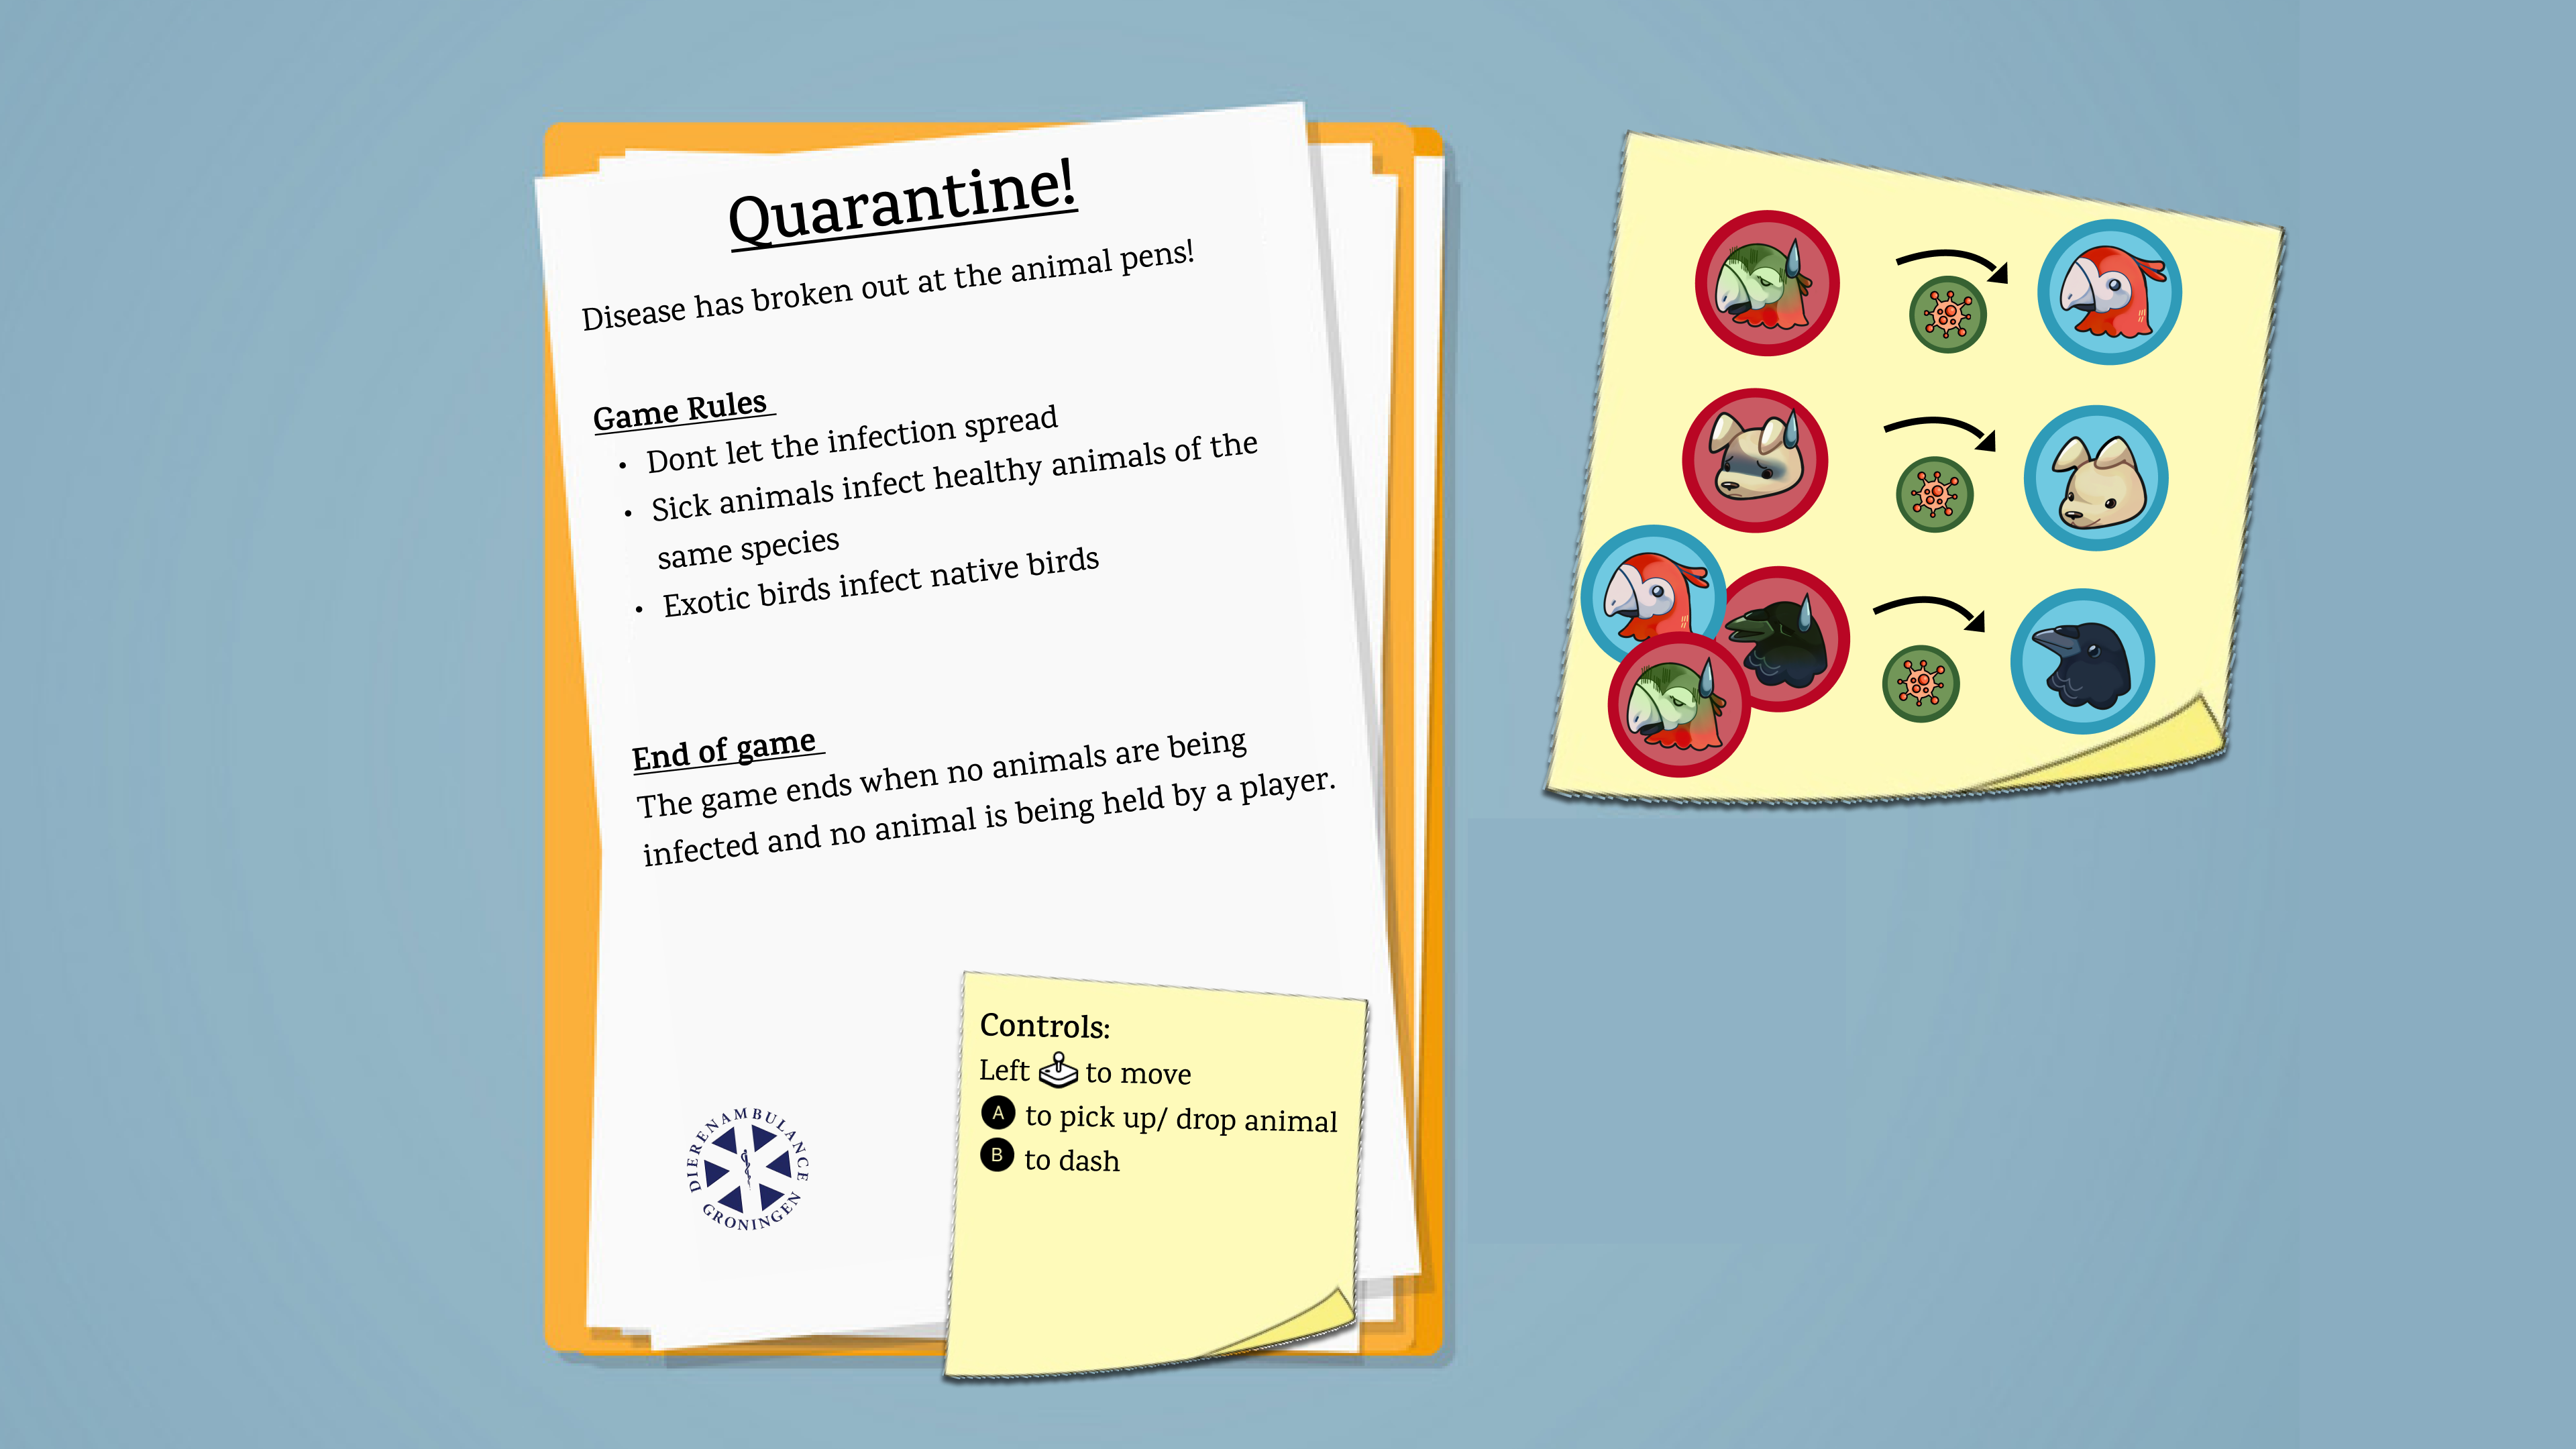 Quarantine!
Disease has broken out at the animal pens!
Game Rules
• Dont let the infection spread
• Sick animals infect healthy animals of the
same species
• Exotic birds infect native birds
End of game
The game ends when no animals are being
infected and no animal is being held by a player.
DIERENAMBULANCE
GRONINGEN
Controls:
Left to move
A to pick up/ drop animal
B to dash